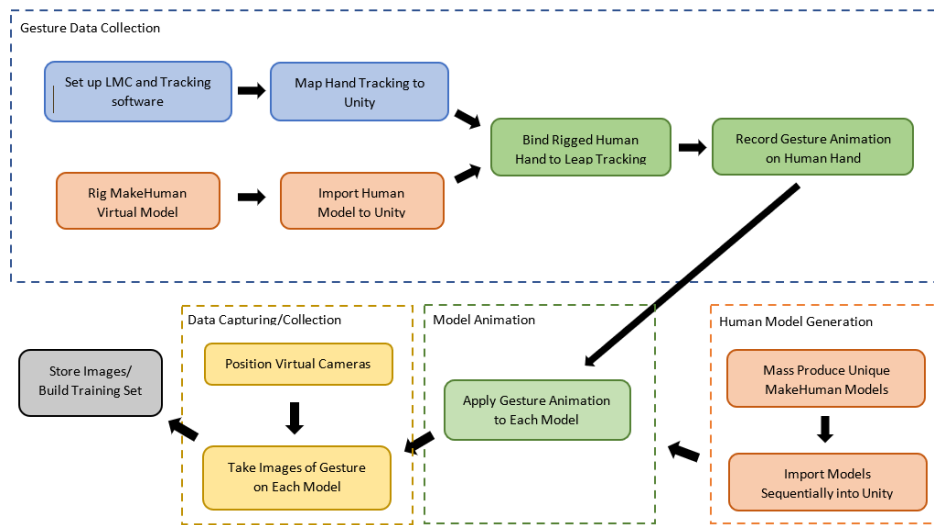 Gesture Data Collection
Set up LMC and Tracking
software
Map Hand Tracking to
Unity
Bind Rigged Human
Hand to Leap Tracking
Record Gesture Animation
on Human Hand
Rig MakeHuman
Virtual Model
Import Human
Model to Unity
Data Capturing/Collection
Model Animation
Human Model Generation
Store Images/
Build Training Set
Position Virtual Cameras
Take Images of Gesture
on Each Model
Apply Gesture Animation
to Each Model
Mass Produce Unique
MakeHuman Models
Import Models
Sequentially into Unity